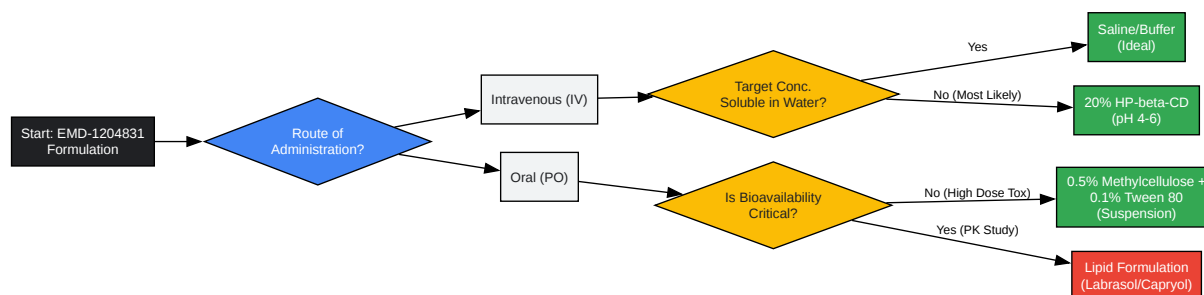 Start: EMD-1204831
Formulation
Route of
Administration?
Intravenous (IV)
Oral (PO)
Target Conc.
Soluble in Water?
Is Bioavailability
Critical?
Yes
No (Most Likely)
No (High Dose Tox)
Yes (PK Study)
Saline/Buffer
(Ideal)
20% HP-beta-CD
(pH 4-6)
0.5% Methylcellulose +
0.1% Tween 80
(Suspension)
Lipid Formulation
(Labrasol/Capryol)